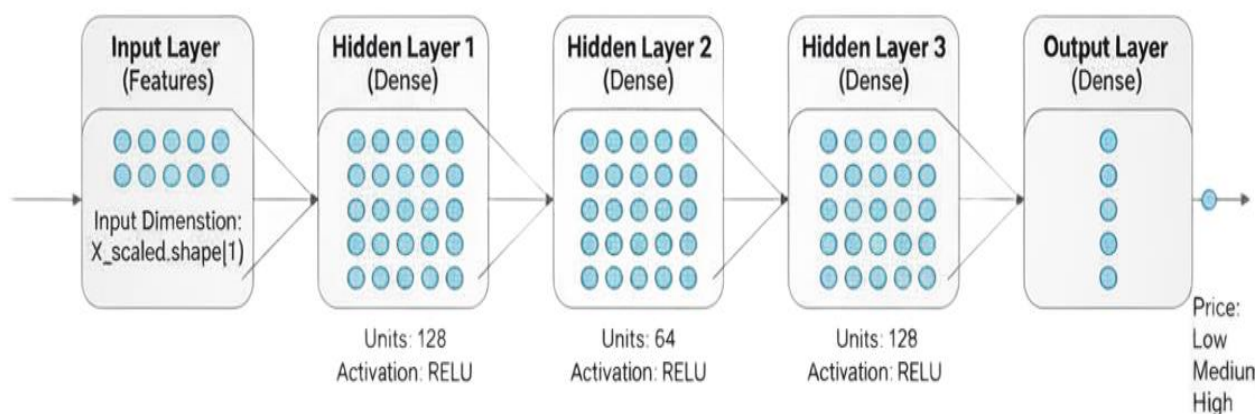 Input Layer
(Features)
Input Dimenstion:
X_scaled.shape[1)
Hidden Layer 1
(Dense)
Units: 128
Activation: RELU
Hidden Layer 2
(Dense)
Units: 64
Activation: RELU
Hidden Layer 3
(Dense)
Units: 128
Activation: RELU
Output Layer
(Dense)
Price:
Low
Medium
High